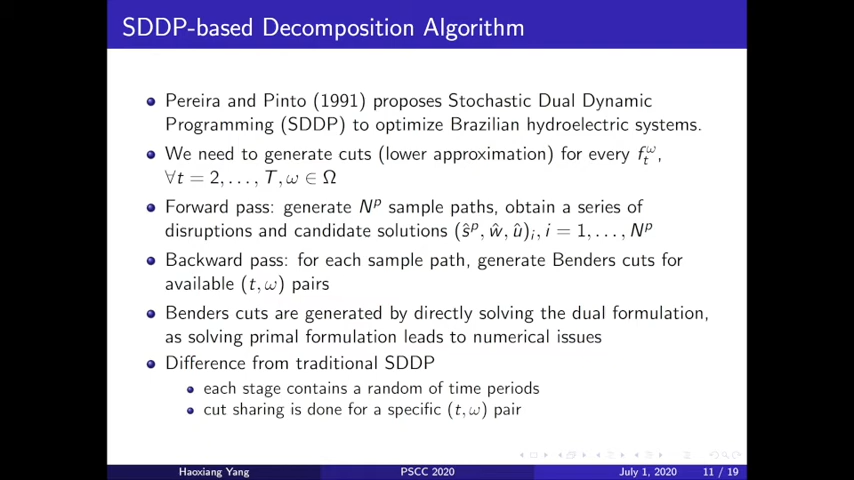 SDDP-based Decomposition Algorithm
Pereira and Pinto (1991) proposes Stochastic Dual Dynamic
Programming (SDDP) to optimize Brazilian hydroelectric systems.
We need to generate cuts (lower approximation) for every $f_t^\omega$,
∀t = 2, . . . , T, ω ∈ Ω
Forward pass: generate $N^p$ sample paths, obtain a series of
disruptions and candidate solutions $(\hat{s}^p, \hat{w}, \hat{u})_i$, i = 1, . . . , $N^p$
Backward pass: for each sample path, generate Benders cuts for
available (t, ω) pairs
Benders cuts are generated by directly solving the dual formulation,
as solving primal formulation leads to numerical issues
Difference from traditional SDDP
each stage contains a random of time periods
cut sharing is done for a specific (t, ω) pair
Haoxiang Yang PSCC 2020 July 1, 2020 11 / 19